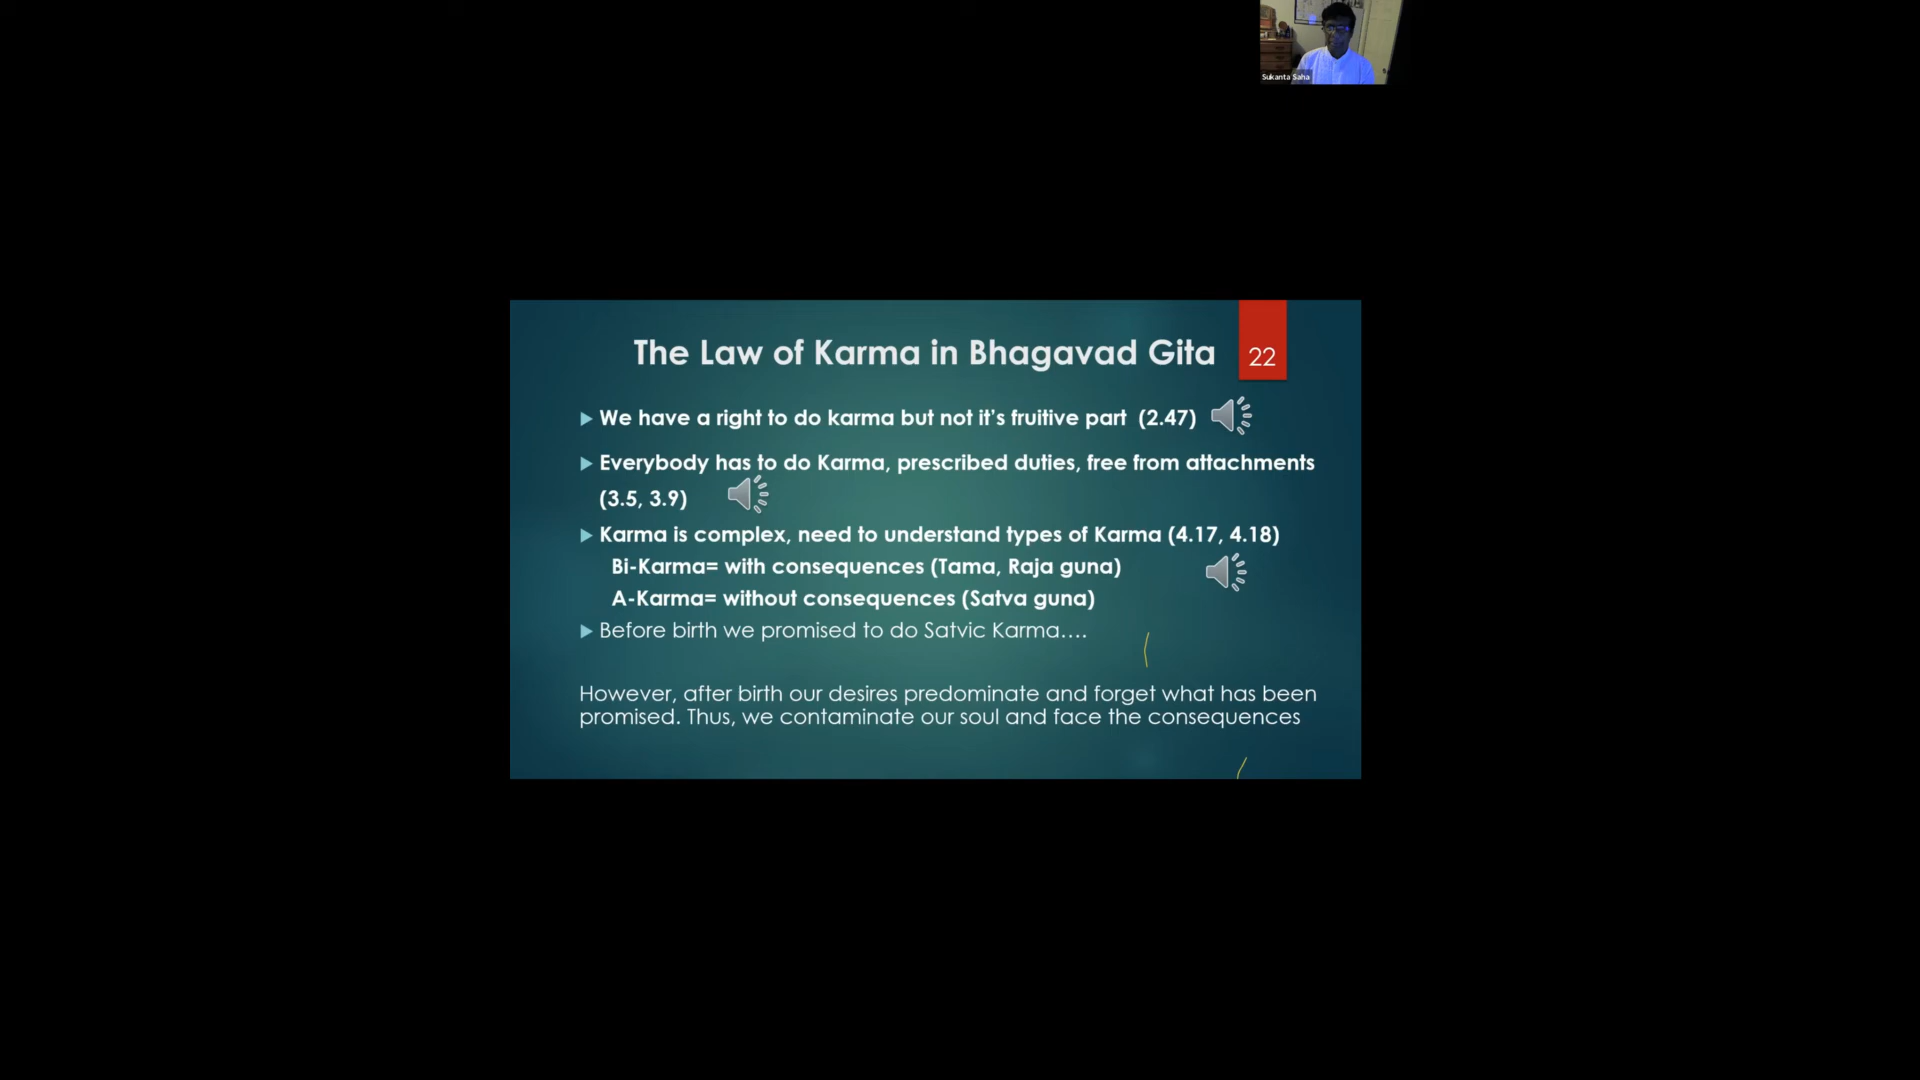 Sukanta Saha
The Law of Karma in Bhagavad Gita
22
We have a right to do karma but not it's fruitive part (2.47)
Everybody has to do Karma, prescribed duties, free from attachments
(3.5, 3.9)
Karma is complex, need to understand types of Karma (4.17, 4.18)
Bi-Karma= with consequences (Tama, Raja guna)
A-Karma= without consequences (Satva guna)
Before birth we promised to do Satvic Karma....
However, after birth our desires predominate and forget what has been
promised. Thus, we contaminate our soul and face the consequences